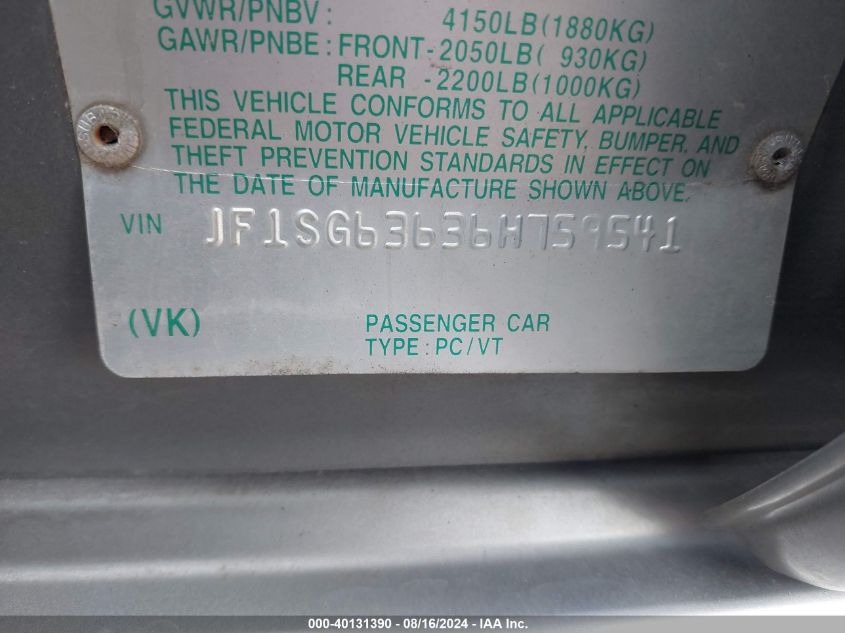 GVWR/PNBV : 4150LB(1880KG)
GAWR/PNBE : FRONT-2050LB( 930KG)
REAR -2200LB(1000KG)
THIS VEHICLE CONFORMS TO ALL APPLICABLE
FEDERAL MOTOR VEHICLE SAFETY, BUMPER, AND
THEFT PREVENTION STANDARDS IN EFFECT ON
THE DATE OF MANUFACTURE SHOWN ABOVE.
VIN JF1SG63636H759541
(VK) PASSENGER CAR
TYPE : PC/VT
000-40131390 - 08/16/2024 - IAA Inc.